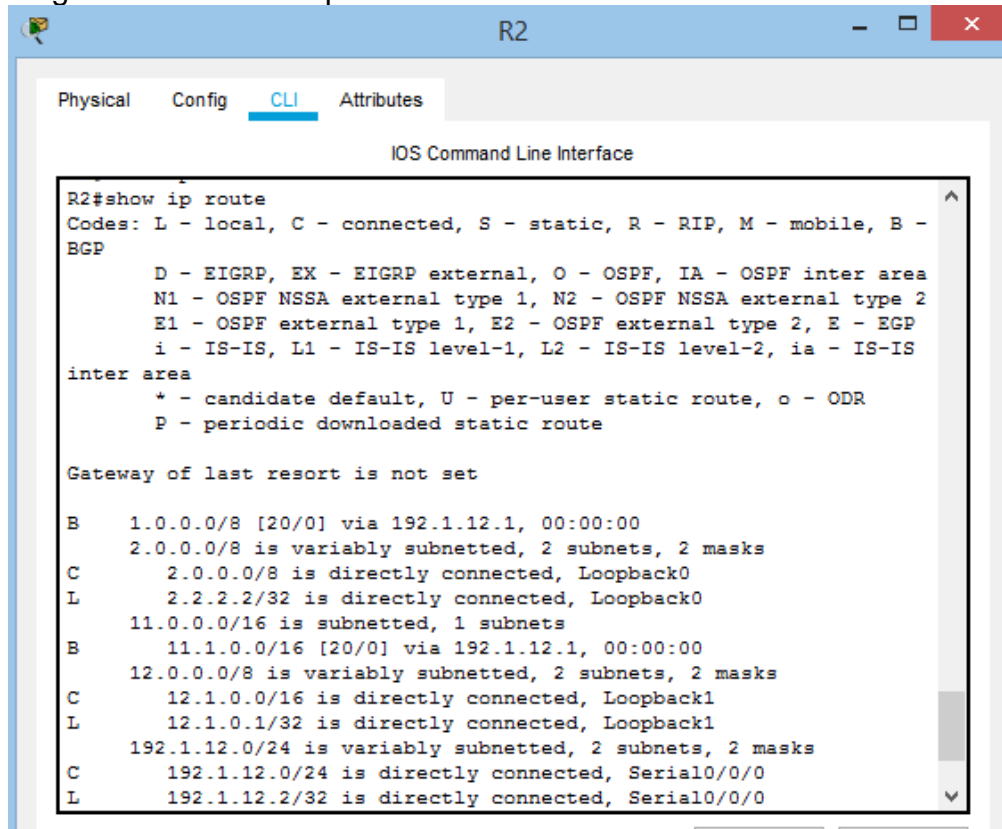 R2
Physical Config CLI Attributes
IOS Command Line Interface
R2#show ip route
Codes: L - local, C - connected, S - static, R - RIP, M - mobile, B -
BGP
D - EIGRP, EX - EIGRP external, O - OSPF, IA - OSPF inter area
N1 - OSPF NSSA external type 1, N2 - OSPF NSSA external type 2
E1 - OSPF external type 1, E2 - OSPF external type 2, E - EGP
i - IS-IS, L1 - IS-IS level-1, L2 - IS-IS level-2, ia - IS-IS
inter area
* - candidate default, U - per-user static route, o - ODR
P - periodic downloaded static route
Gateway of last resort is not set
B 1.0.0.0/8 [20/0] via 192.1.12.1, 00:00:00
2.0.0.0/8 is variably subnetted, 2 subnets, 2 masks
C 2.0.0.0/8 is directly connected, Loopback0
L 2.2.2.2/32 is directly connected, Loopback0
11.0.0.0/16 is subnetted, 1 subnets
B 11.1.0.0/16 [20/0] via 192.1.12.1, 00:00:00
12.0.0.0/8 is variably subnetted, 2 subnets, 2 masks
C 12.1.0.0/16 is directly connected, Loopback1
L 12.1.0.1/32 is directly connected, Loopback1
192.1.12.0/24 is variably subnetted, 2 subnets, 2 masks
C 192.1.12.0/24 is directly connected, Serial0/0/0
L 192.1.12.2/32 is directly connected, Serial0/0/0